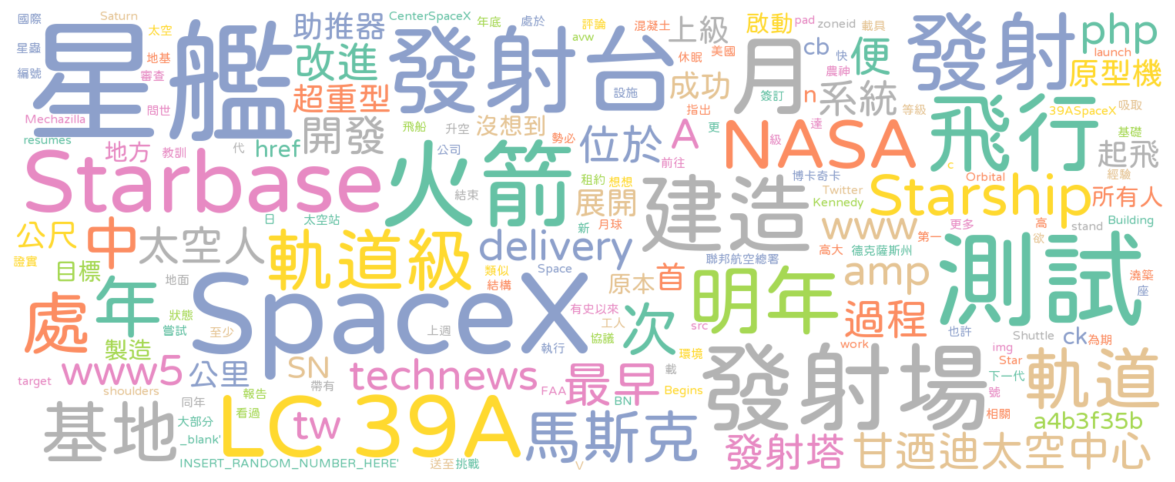 國際 Saturn 太空 助推器 CenterSpaceX 年底 處於 評論 混凝土 上級 啟動 pad zoneid 載具 php
星艦 發射台 月 發射
星蟲 地基 改進 avw 休眠 美國 cb 快 便 launch
編號 審查 超重型 設施 成功 簽訂 n 系統 農神 原型機
問世 指出 等級 39ASpaceX 吸取
Mechazilla 開發 飛船 升空 沒想到 勢必 位於 更 A NASA 速 飛行 基礎
resumes 地方 教訓 代 href 公司 前往 級 起飛
Starbase 火箭 租約 想想 博卡奇卡 c 經驗
結束 展開 建造 Twitter Orbital Starship 所有人
日 太空站 新 月球 Kennedy www 第一 更多 高 stand Building
公尺 中 太空人 軌道級 delivery 欲
證實 目標 地面 類似 Space 原本 首 聯邦航空總署 高大 德克薩斯州 測試 澆築
處 年 狀態 結構 amp 座
嘗試 至少 SpaceX 有史以來 次 明年 過程
製造 上週 執行 工人 協議 src 環境 也許 Shuttle ck 為期
work img
target www5 公里 SN technews 最早 載 發射場 Star 下一代 軌道
shoulders 同年 報告 帶有 FAA Begins 號
基地 大部分 看過 LC tw 39A BN 馬斯克 相關 a4b3f35b
_blank' 發射塔 甘迺迪太空中心
INSERT_RANDOM_NUMBER_HERE' 送至 挑戰 V